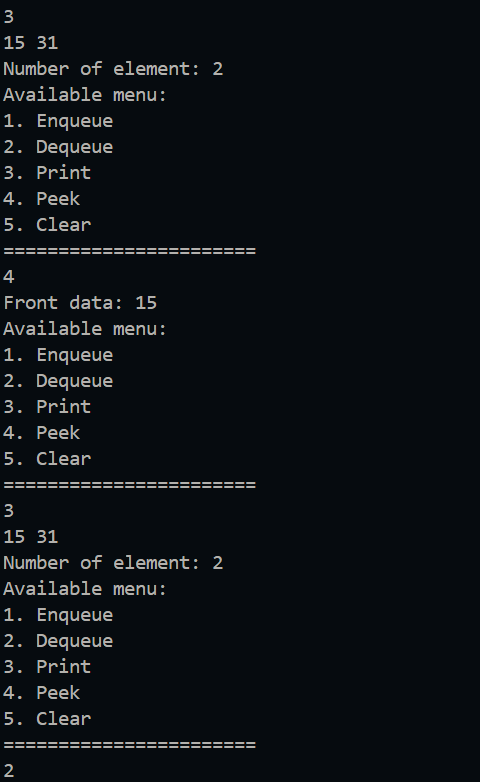 3
15 31
Number of element: 2
Available menu:
1. Enqueue
2. Dequeue
3. Print
4. Peek
5. Clear
=======================
4
Front data: 15
Available menu:
1. Enqueue
2. Dequeue
3. Print
4. Peek
5. Clear
=======================
3
15 31
Number of element: 2
Available menu:
1. Enqueue
2. Dequeue
3. Print
4. Peek
5. Clear
=======================
2